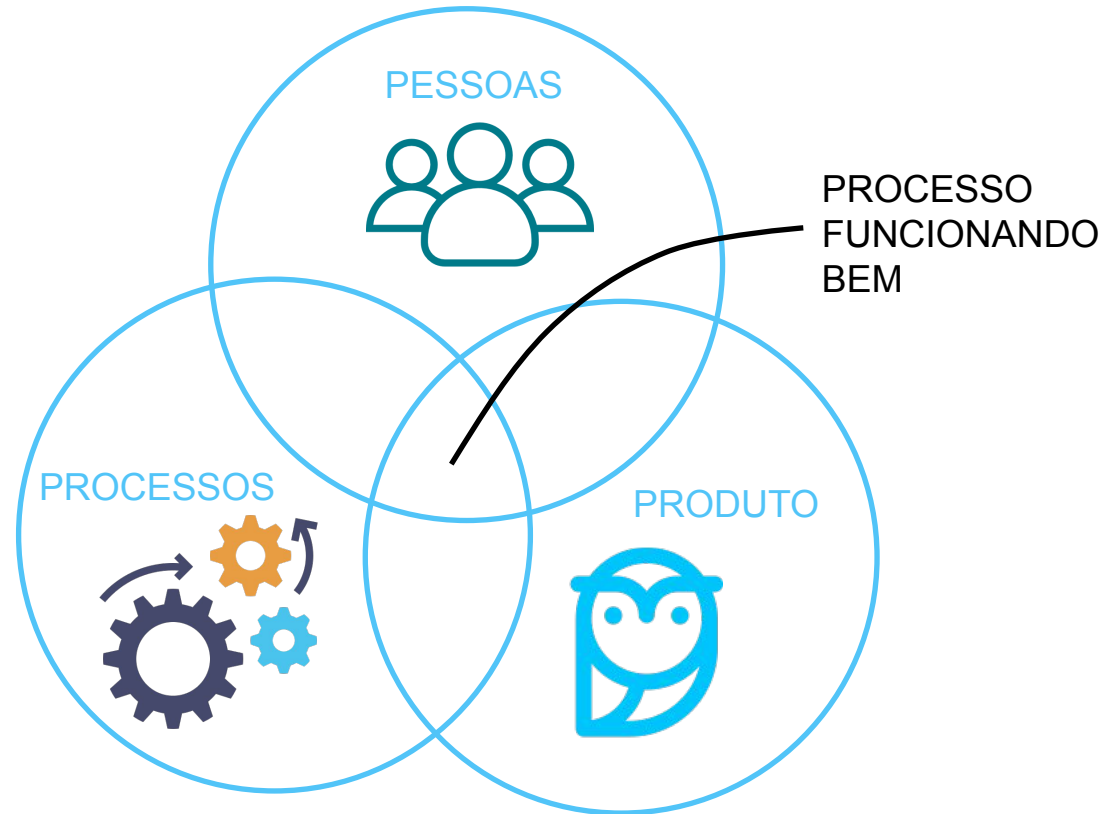 PESSOAS
PROCESSO
FUNCIONANDO
BEM
PROCESSOS
PRODUTO